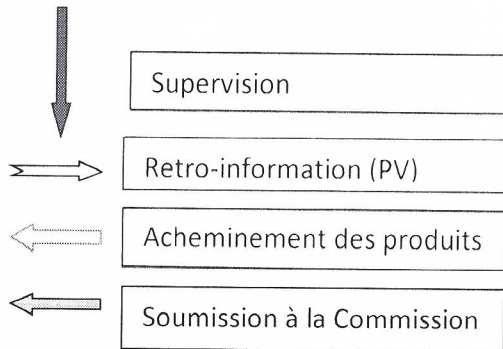 Supervision
Retro-information (PV)
Acheminement des produits
Soumission à la Commission